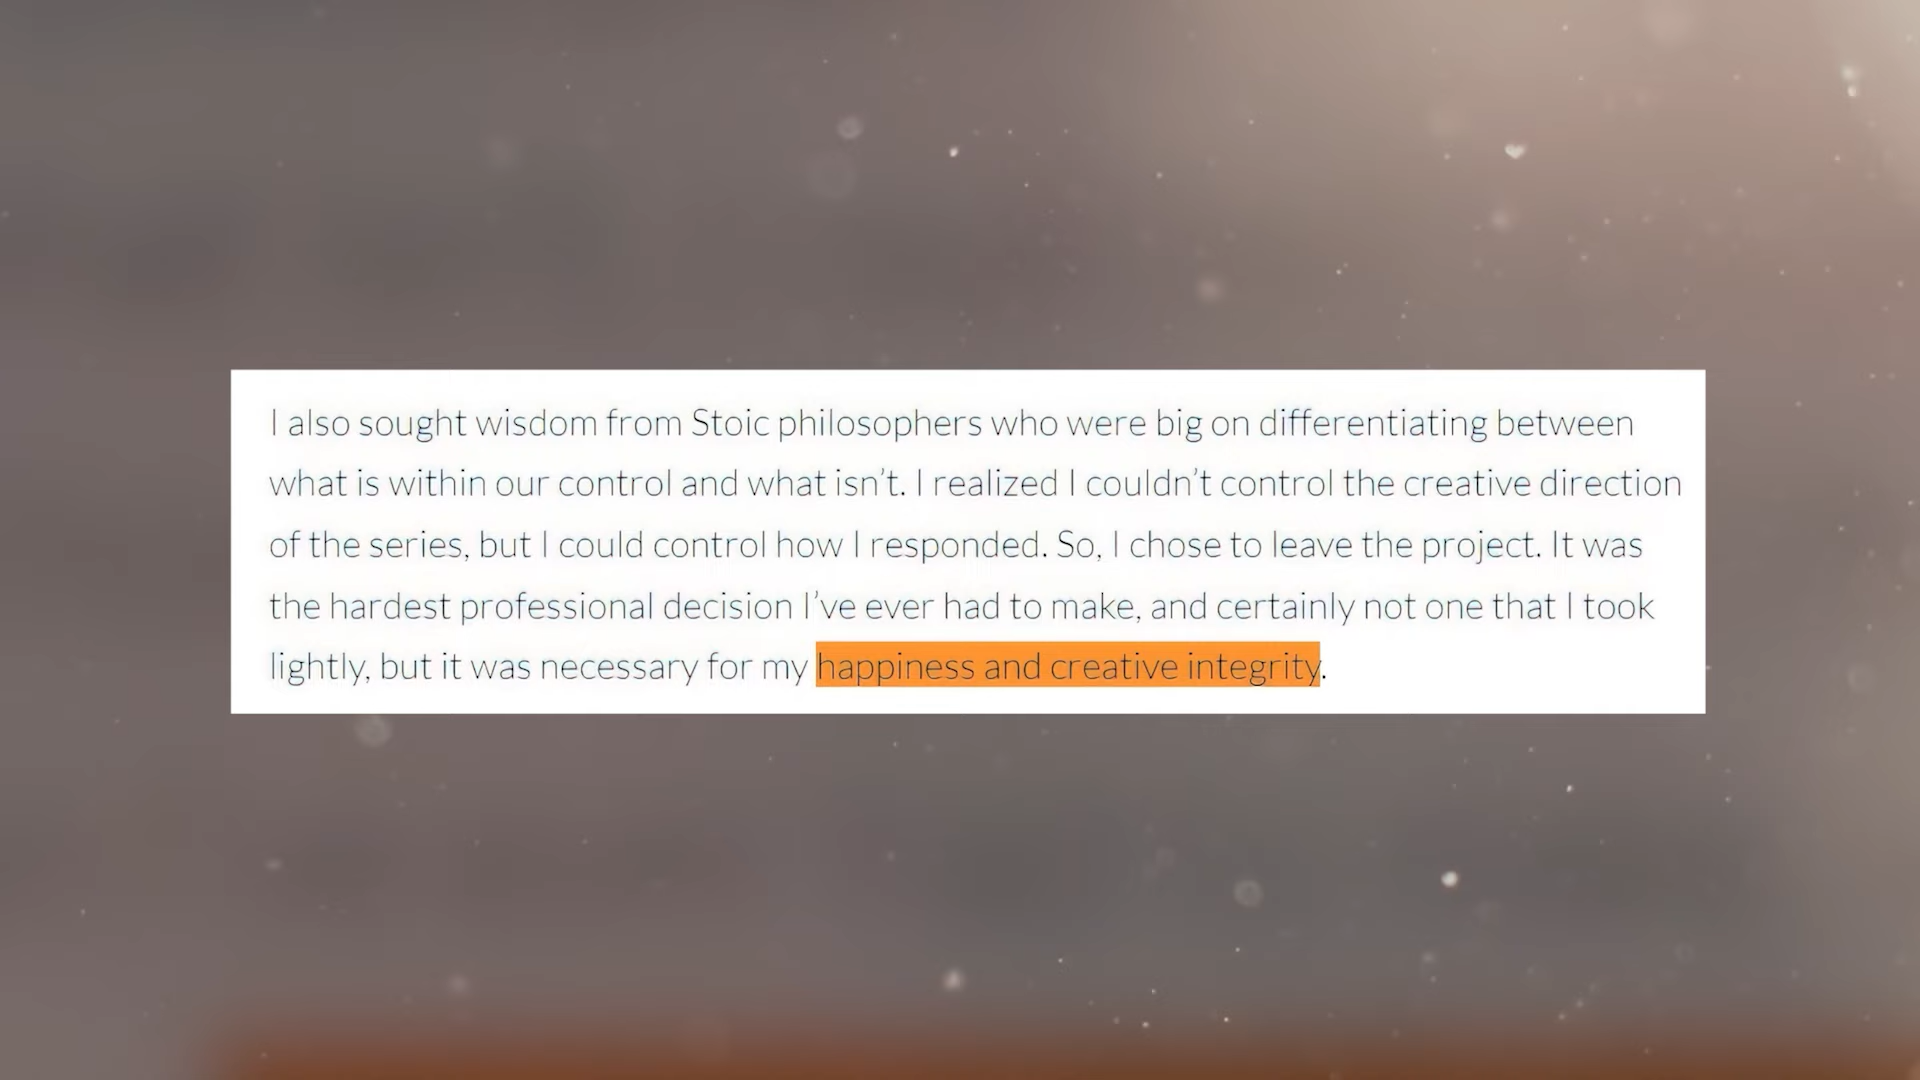 I also sought wisdom from Stoic philosophers who were big on differentiating between
what is within our control and what isn’t. I realized I couldn’t control the creative direction
of the series, but I could control how I responded. So, I chose to leave the project. It was
the hardest professional decision I’ve ever had to make, and certainly not one that I took
lightly, but it was necessary for my happiness and creative integrity.